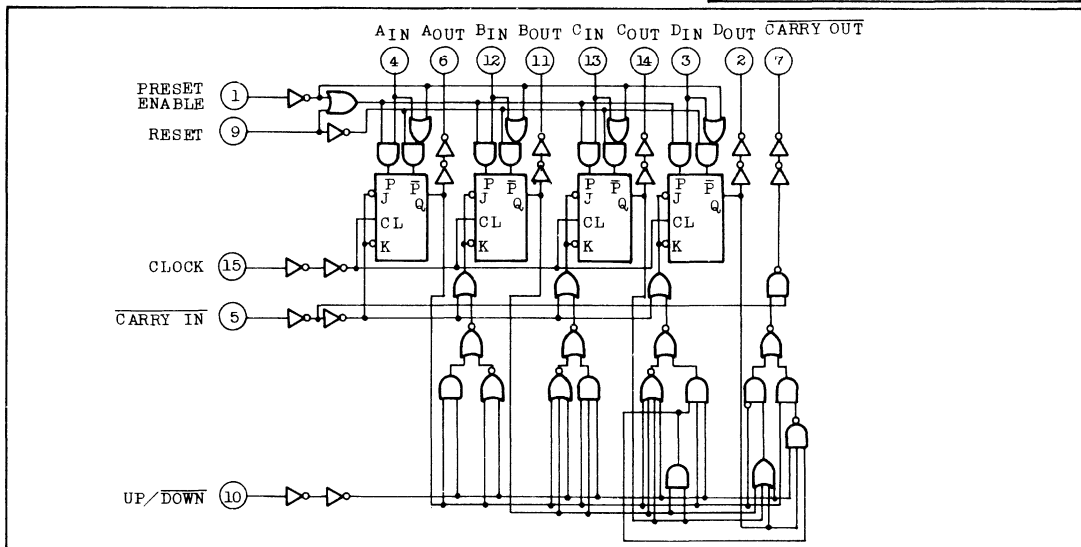 A IN AOUT BIN BOUT CIN COUT DIN DOUT CARRY OUT
4 6 12 11 13 14 3 2 7
PRESET ENABLE 1
RESET 9
P P̅ J Q CL K
P P̅ J Q CL K
P P̅ J Q CL K
P P̅ J Q CL K
CLOCK 15
CARRY IN 5
UP/DOWN 10